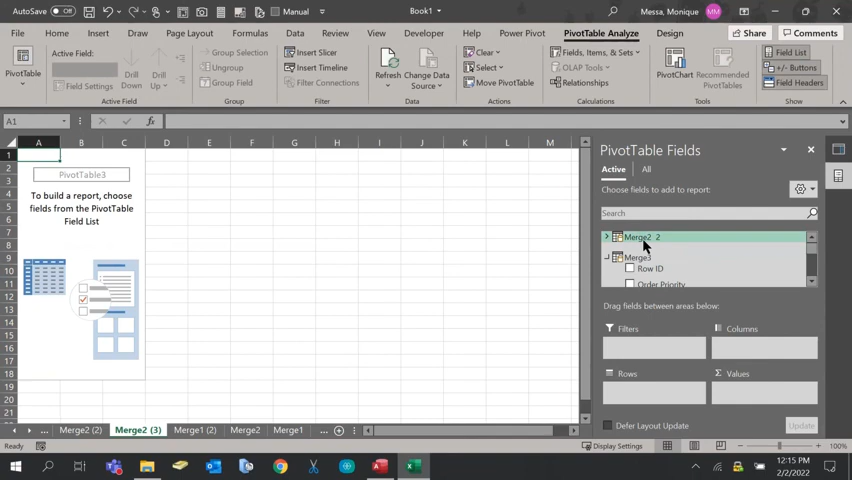 AutoSave Off Manual Book1 Messa, Monique MM
File Home Insert Draw Page Layout Formulas Data Review View Developer Help Power Pivot PivotTable Analyze Design Share Comments
PivotTable
Active Field:
Field Settings
Drill Down
Drill Up
Active Field
Group Selection
Ungroup
Group Field
Group
Insert Slicer
Insert Timeline
Filter Connections
Filter
Refresh
Change Data Source
Data
Clear
Select
Move PivotTable
Actions
Fields, Items, & Sets
OLAP Tools
Relationships
Calculations
PivotChart
Recommended PivotTables
Tools
Field List
+/- Buttons
Field Headers
Show
A1
A B C D E F G H I J K L M
1
2
3
4
5
6
7
8
9
10
11
12
13
14
15
16
17
18
19
20
21
PivotTable3
To build a report, choose
fields from the PivotTable
Field List
PivotTable Fields
Active All
Choose fields to add to report:
Search
Merge2 2
Merge3
Row ID
Order Priority
Drag fields between areas below:
Filters Columns
Rows Σ Values
Defer Layout Update Update
... Merge2 (2) Merge2 (3) Merge1 (2) Merge2 Merge1 ...
Ready Display Settings 100%
12:15 PM
2/2/2022